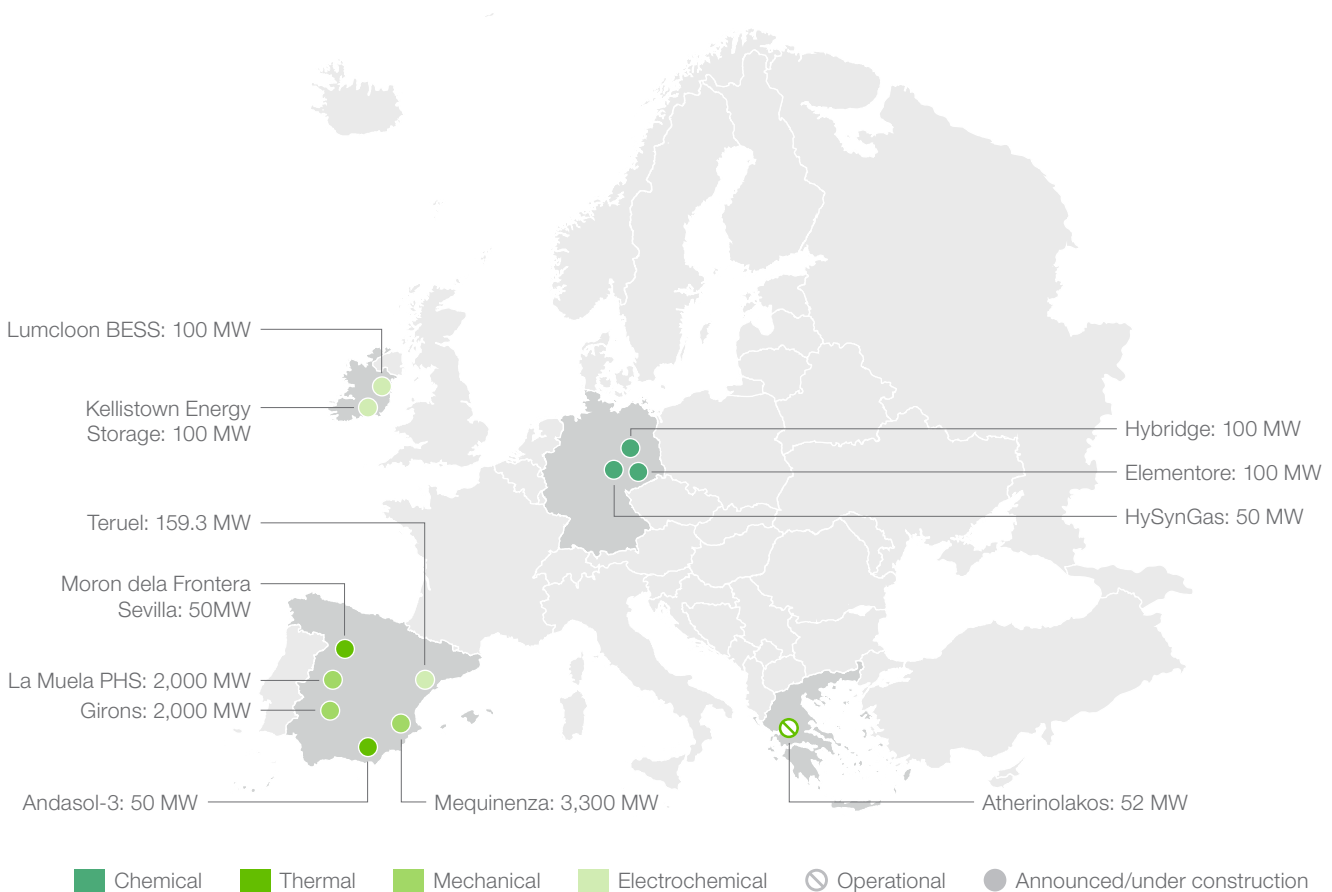 Lumcloon BESS: 100 MW
Kellistown Energy
Storage: 100 MW
Hybridge: 100 MW
Elementore: 100 MW
HySynGas: 50 MW
Teruel: 159.3 MW
Moron dela Frontera
Sevilla: 50MW
La Muela PHS: 2,000 MW
Girons: 2,000 MW
Andasol-3: 50 MW
Mequinenza: 3,300 MW
Atherinolakos: 52 MW
Chemical
Thermal
Mechanical
Electrochemical
Operational
Announced/under construction